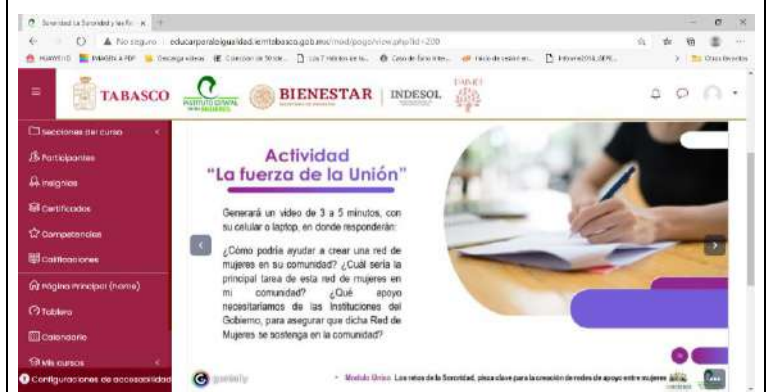 No seguro
educarparalaigualdad.iemtabasco.gob.mx/mod/page/view.php?id=200
TABASCO
BIENESTAR
INDESOL
Secciones del curso
Participantes
Insignias
Certificados
Competencias
Calificaciones
Página Principal (home)
Tablero
Calendario
Mis cursos
Configuraciones de accesibilidad
Actividad
"La fuerza de la Unión"
Generará un video de 3 a 5 minutos, con
su celular o laptop, en donde responderán:
¿Cómo podría ayudar a crear una red de
mujeres en su comunidad? ¿Cuál sería la
principal tarea de esta red de mujeres en
mi comunidad? ¿Qué apoyo
necesitaríamos de las Instituciones del
Gobierno, para asegurar que dicha Red de
Mujeres se sostenga en la comunidad?
genially
Modulo Único Los retos de la Sororidad, pieza clave para la creación de redes de apoyo entre mujeres